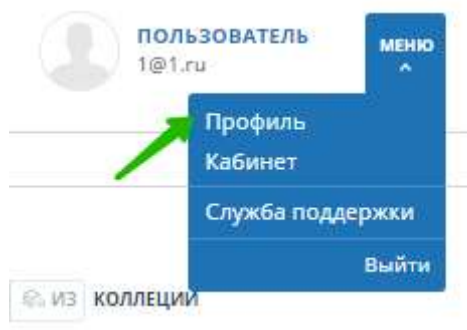 ПОЛЬЗОВАТЕЛЬ
1@1.ru
МЕНЮ
Профиль
Кабинет
Служба поддержки
Выйти
ИЗ КОЛЛЕКЦИИ